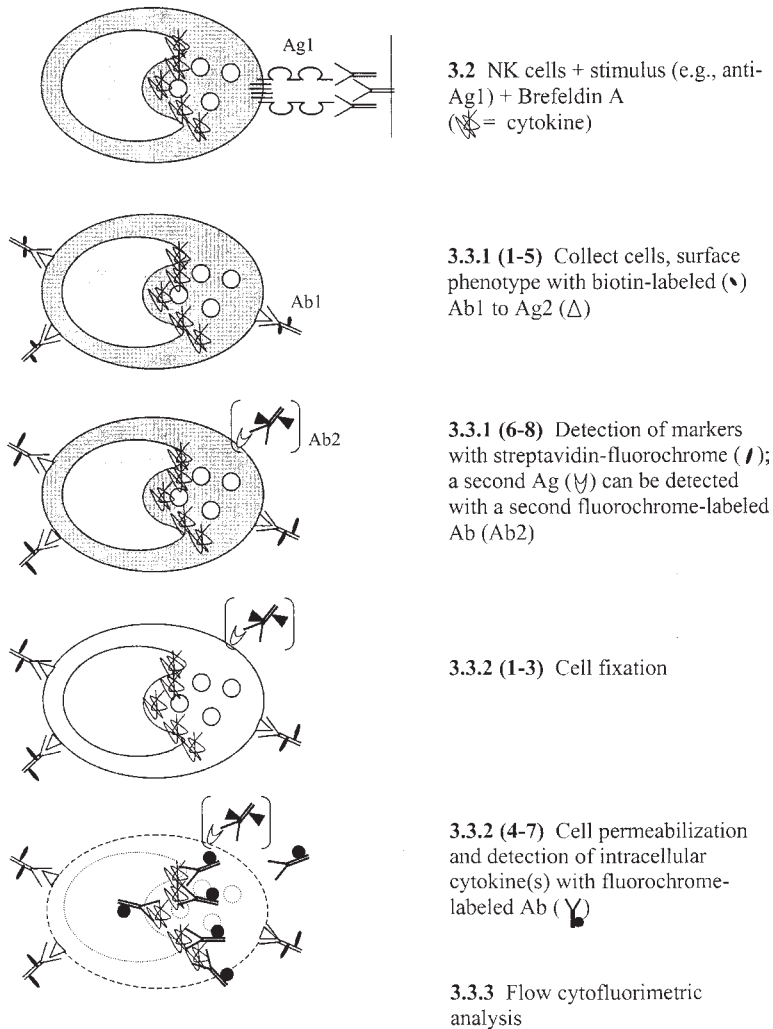 Ag1
3.2 NK cells + stimulus (e.g., anti-
Ag1) + Brefeldin A
( = cytokine)
3.3.1 (1-5) Collect cells, surface
phenotype with biotin-labeled ( )
Ab1 to Ag2 (△)
Ab1
3.3.1 (6-8) Detection of markers
with streptavidin-fluorochrome ( );
a second Ag ( ) can be detected
with a second fluorochrome-labeled
Ab (Ab2)
Ab2
3.3.2 (1-3) Cell fixation
3.3.2 (4-7) Cell permeabilization
and detection of intracellular
cytokine(s) with fluorochrome-
labeled Ab ( )
3.3.3 Flow cytofluorimetric
analysis